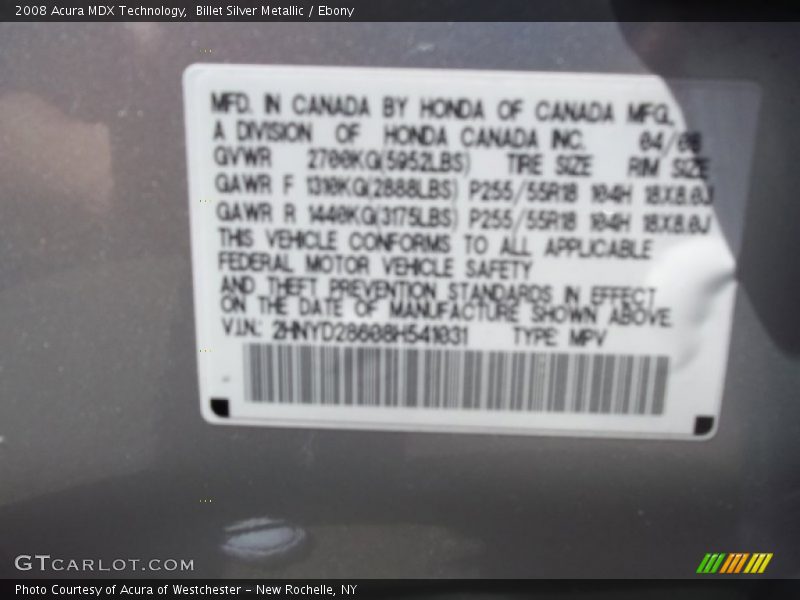 2008 Acura MDX Technology,  Billet Silver Metallic / Ebony
MFD. IN CANADA BY HONDA OF CANADA MFG.,
A DIVISION OF HONDA CANADA INC. 04/08
GVWR 2700KG(5952LBS) TIRE SIZE RIM SIZE
GAWR F 1310KG(2888LBS) P255/55R18 104H 18X8.0J
GAWR R 1440KG(3175LBS) P255/55R18 104H 18X8.0J
THIS VEHICLE CONFORMS TO ALL APPLICABLE
FEDERAL MOTOR VEHICLE SAFETY
AND THEFT PREVENTION STANDARDS IN EFFECT
ON THE DATE OF MANUFACTURE SHOWN ABOVE.
V.I.N.: 2HNYD28608H541031 TYPE: MPV
GTCARLOT.COM
Photo Courtesy of Acura of Westchester - New Rochelle, NY